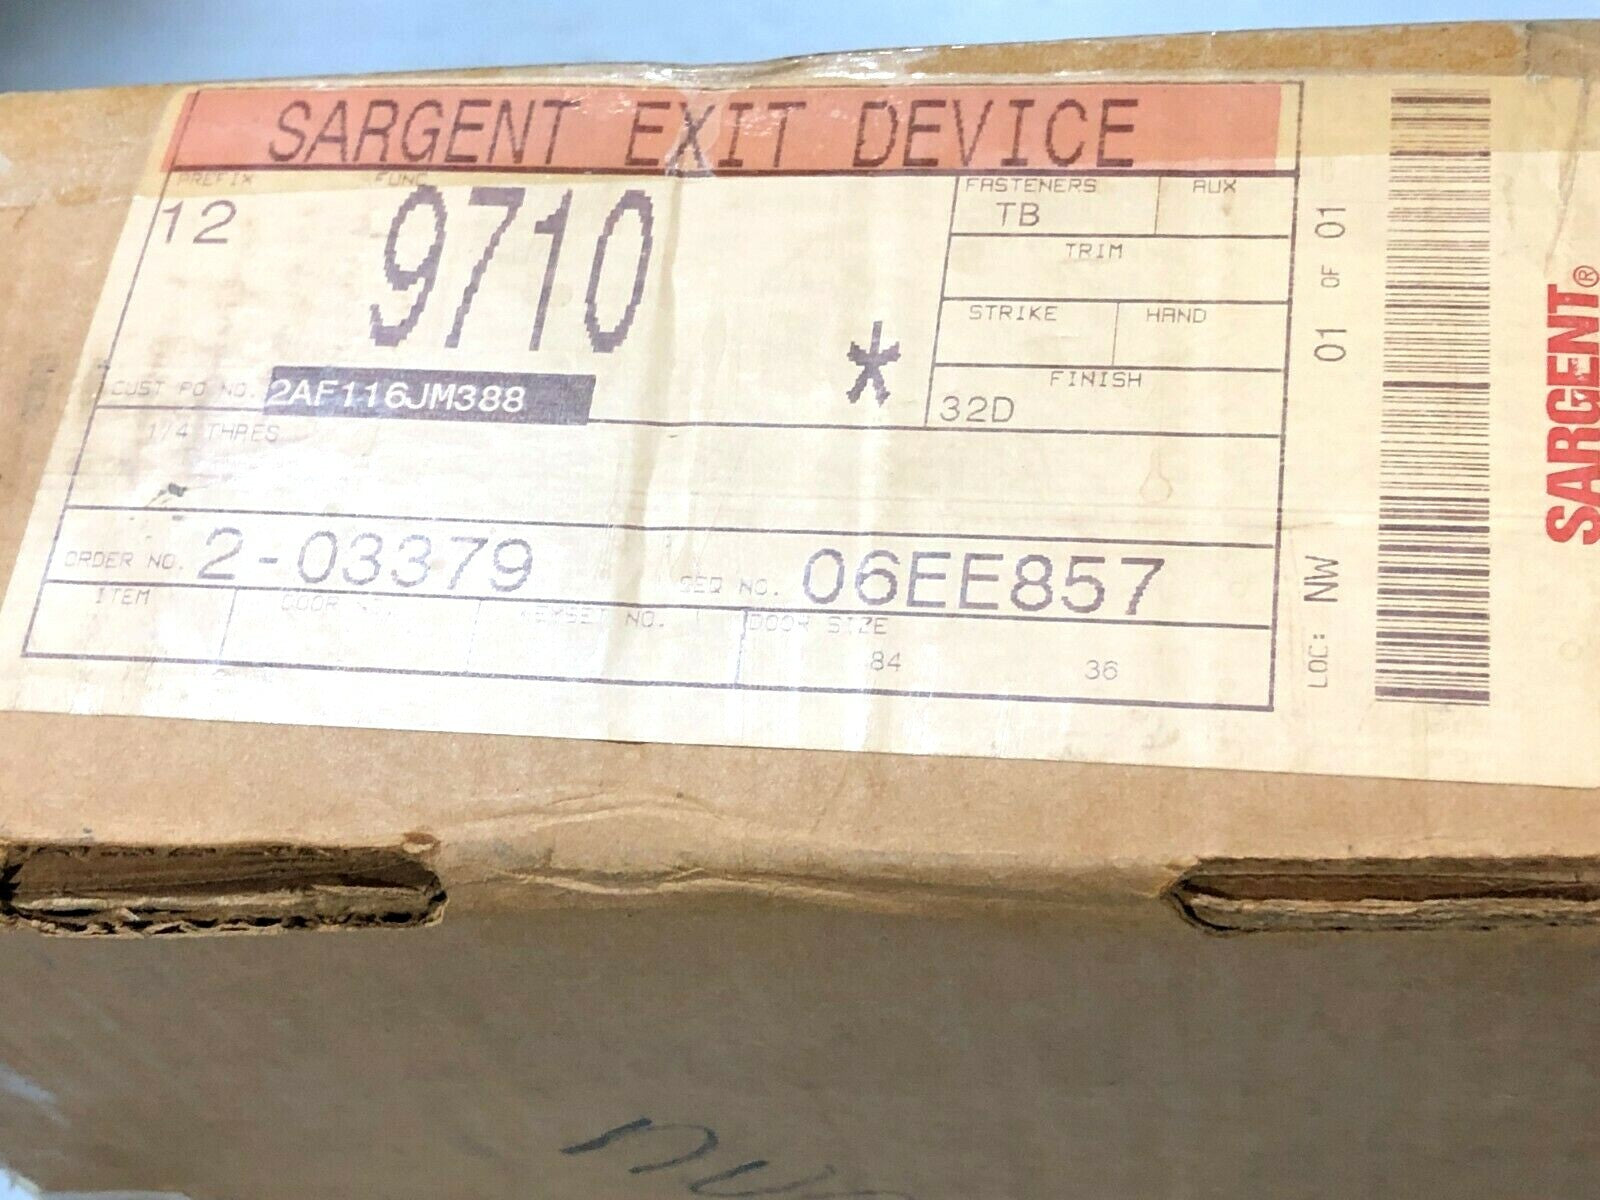 SARGENT EXIT DEVICE
PREFIX FUNC FASTENERS AUX
12 9710 TB
TRIM
STRIKE HAND
* FINISH
CUST PO NO. 2AF116JM388 32D
1/4 THRES
ORDER NO. 2-03379 SEQ NO. 06EE857
ITEM DOOR NO. KEYSET NO. DOOR SIZE
84 36
LOC: NW 01 OF 01
SARGENT®